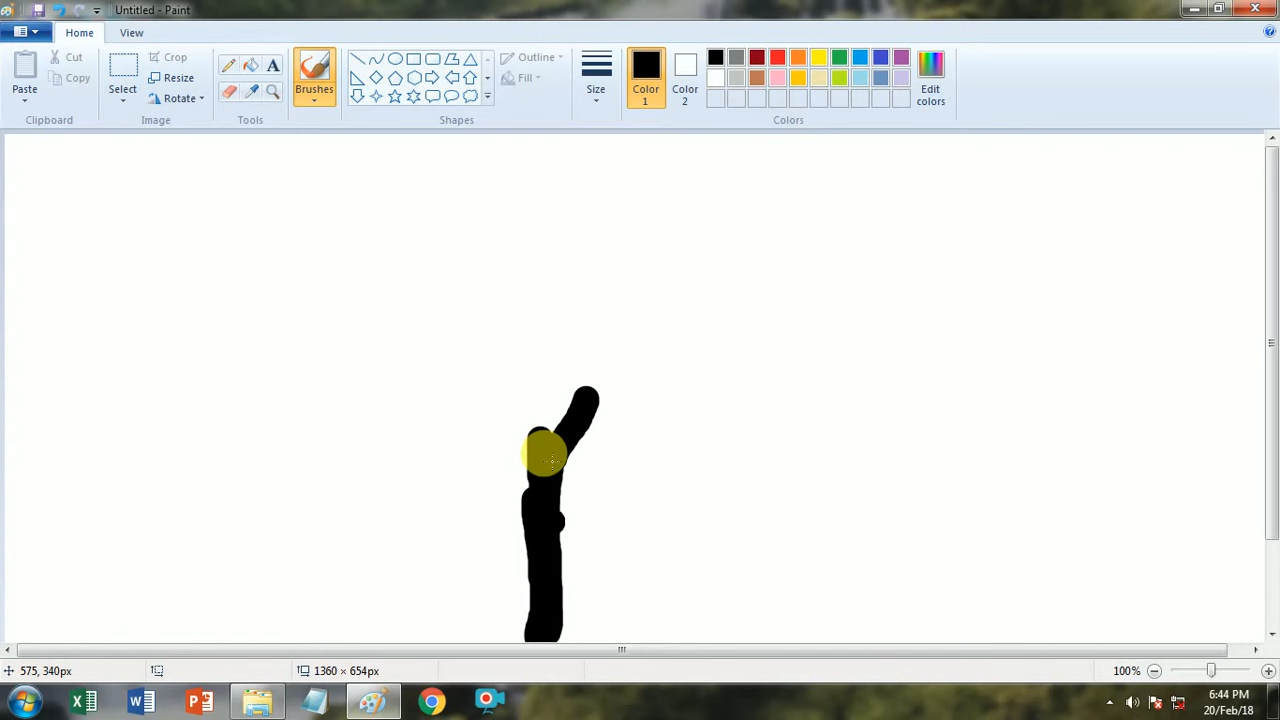 Untitled - Paint
Home View
Paste
Cut
Copy
Clipboard
Select
Crop
Resize
Rotate
Image
A
Tools
Brushes
Outline
Fill
Shapes
Size
Color 1
Color 2
Edit colors
Colors
575, 340px
1360 × 654px
100%
6:44 PM
20/Feb/18